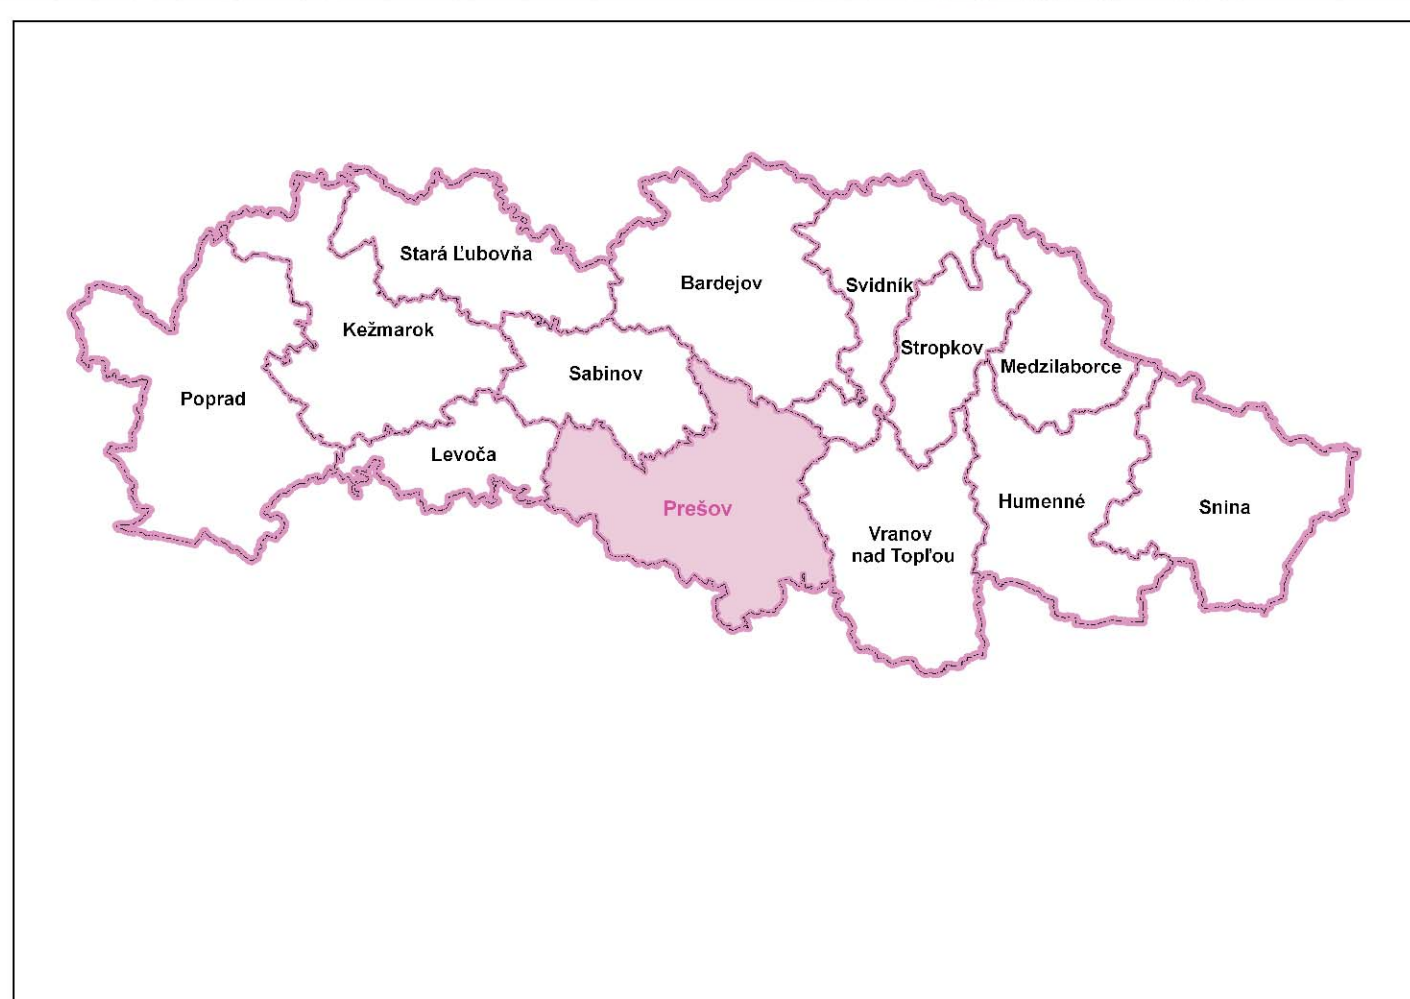 Stará Ľubovňa
Bardejov
Svidník
Kežmarok
Stropkov
Medzilaborce
Sabinov
Poprad
Levoča
Humenné
Snina
Prešov
Vranov
nad Topľou